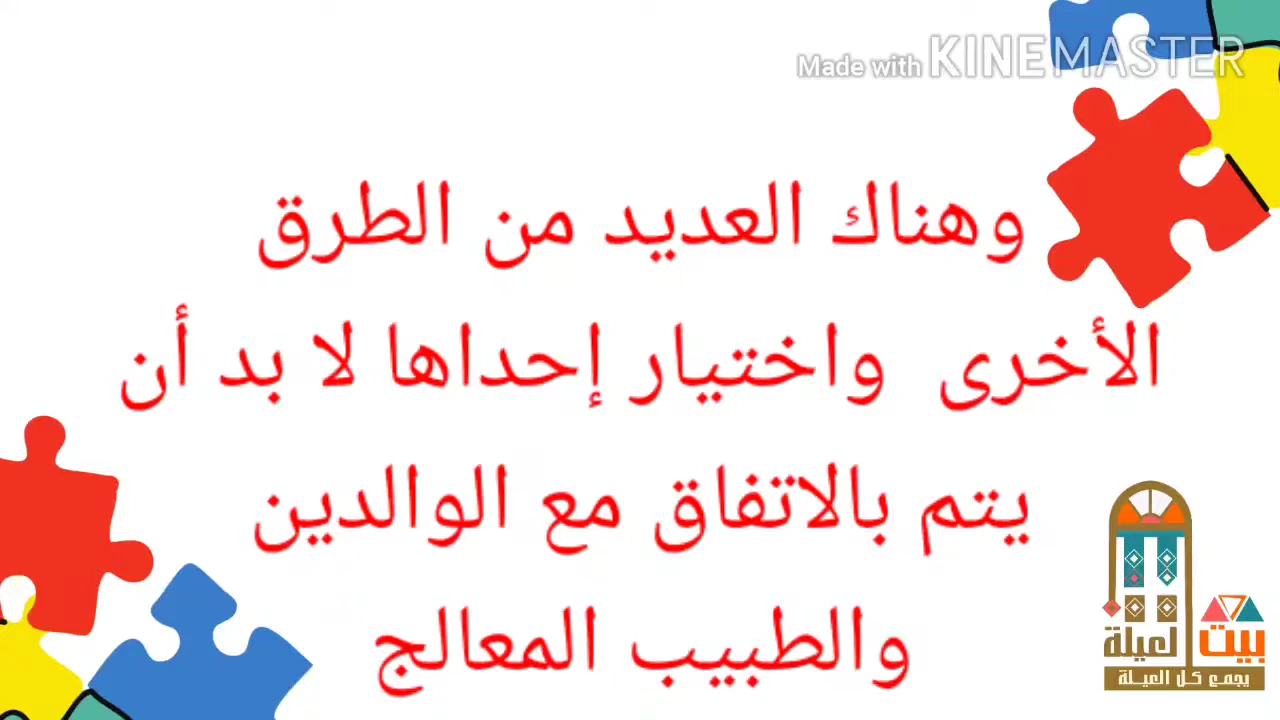 Made with KINEMASTER
وهناك العديد من الطرق
الأخرى واختيار إحداها لا بد أن
يتم بالاتفاق مع الوالدين
والطبيب المعالج
بيت لعيلة
يجمع كل العيلة